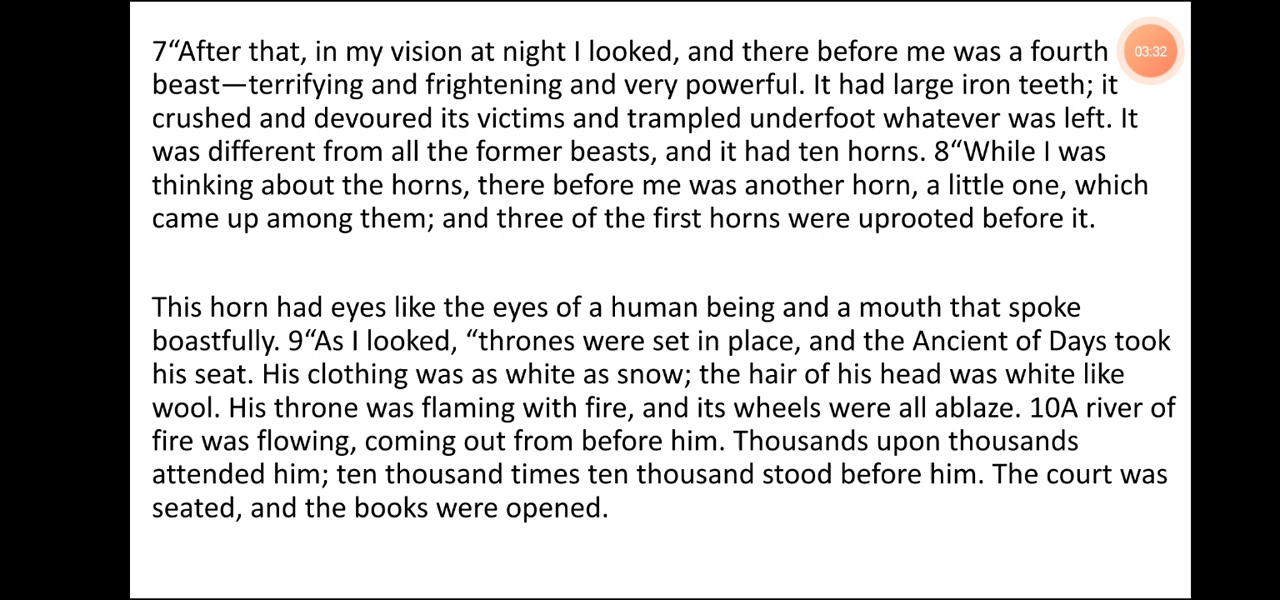 7“After that, in my vision at night I looked, and there before me was a fourth
03:32
beast—terrifying and frightening and very powerful. It had large iron teeth; it
crushed and devoured its victims and trampled underfoot whatever was left. It
was different from all the former beasts, and it had ten horns. 8“While I was
thinking about the horns, there before me was another horn, a little one, which
came up among them; and three of the first horns were uprooted before it.
This horn had eyes like the eyes of a human being and a mouth that spoke
boastfully. 9“As I looked, “thrones were set in place, and the Ancient of Days took
his seat. His clothing was as white as snow; the hair of his head was white like
wool. His throne was flaming with fire, and its wheels were all ablaze. 10A river of
fire was flowing, coming out from before him. Thousands upon thousands
attended him; ten thousand times ten thousand stood before him. The court was
seated, and the books were opened.